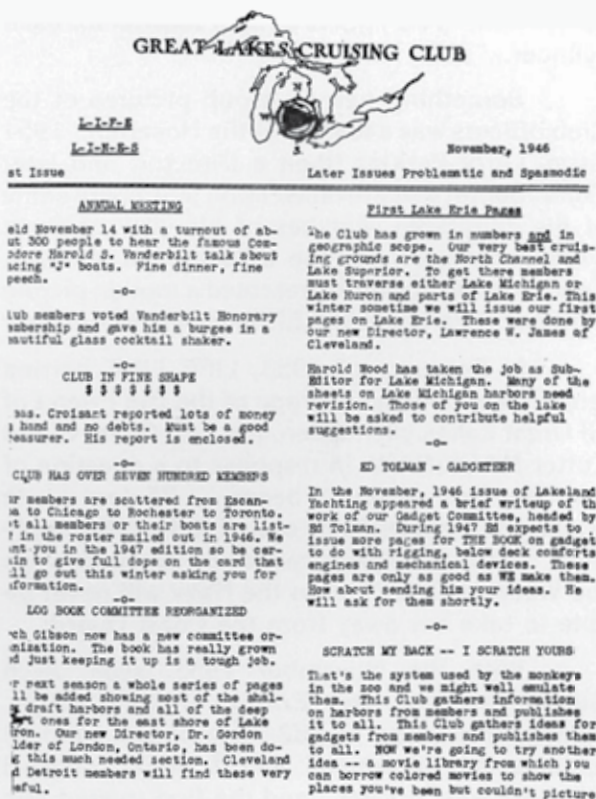 GREAT LAKES CRUISING CLUB
L-I-F-E
L-I-N-E-S
November, 1946
st Issue
Later Issues Problematic and Spasmodic
ANNUAL MEETING
eld November 14 with a turnout of ab-
ut 300 people to hear the famous Com-
odore Harold S. Vanderbilt talk about
acing "J" boats. Fine dinner, fine
peech.
-o-
lub members voted Vanderbilt Honorary
embership and gave him a burgee in a
eautiful glass cocktail shaker.
-o-
CLUB IN FINE SHAPE
$ $ $ $ $ $ $
has. Croisant reported lots of money
n hand and no debts. Must be a good
reasurer. His report is enclosed.
-o-
CLUB HAS OVER SEVEN HUNDRED MEMBERS
ur members are scattered from Escan-
ba to Chicago to Rochester to Toronto.
t all members or their boats are list-
in the roster mailed out in 1946. We
nt you in the 1947 edition so be cer-
in to give full dope on the card that
ll go out this winter asking you for
nformation.
-o-
LOG BOOK COMMITTEE REORGANIZED
ch Gibson now has a new committee or-
nization. The book has really grown
d just keeping it up is a tough job.
r next season a whole series of pages
ll be added showing most of the shal-
draft harbors and all of the deep
rt ones for the east shore of Lake
ron. Our new Director, Dr. Gordon
lder of London, Ontario, has been do-
g this much needed section. Cleveland
d Detroit members will find these very
eful.
First Lake Erie Pages
The Club has grown in numbers and in
geographic scope. Our very best cruis-
ing grounds are the North Channel and
Lake Superior. To get there members
must traverse either Lake Michigan or
Lake Huron and parts of Lake Erie. This
winter sometime we will issue our first
pages on Lake Erie. These were done by
our new Director, Lawrence W. James of
Cleveland.
Harold Wood has taken the job as Sub-
Editor for Lake Michigan. Many of the
sheets on Lake Michigan harbors need
revision. Those of you on the lake
will be asked to contribute helpful
suggestions.
-o-
ED TOLMAN - GADGETEER
In the November, 1946 issue of Lakeland
Yachting appeared a brief writeup of the
work of our Gadget Committee, headed by
Ed Tolman. During 1947 Ed expects to
issue more pages for THE BOOK on gadget
to do with rigging, below deck comforts
engines and mechanical devices. These
pages are only as good as WE make them.
How about sending him your ideas. He
will ask for them shortly.
-o-
SCRATCH MY BACK -- I SCRATCH YOURS
That's the system used by the monkeys
in the zoo and we might well emulate
them. This Club gathers information
on harbors from members and publishes
it to all. This Club gathers ideas for
gadgets from members and publishes them
to all. NOW we're going to try another
idea -- a movie library from which you
can borrow colored movies to show the
places you've been but couldn't picture